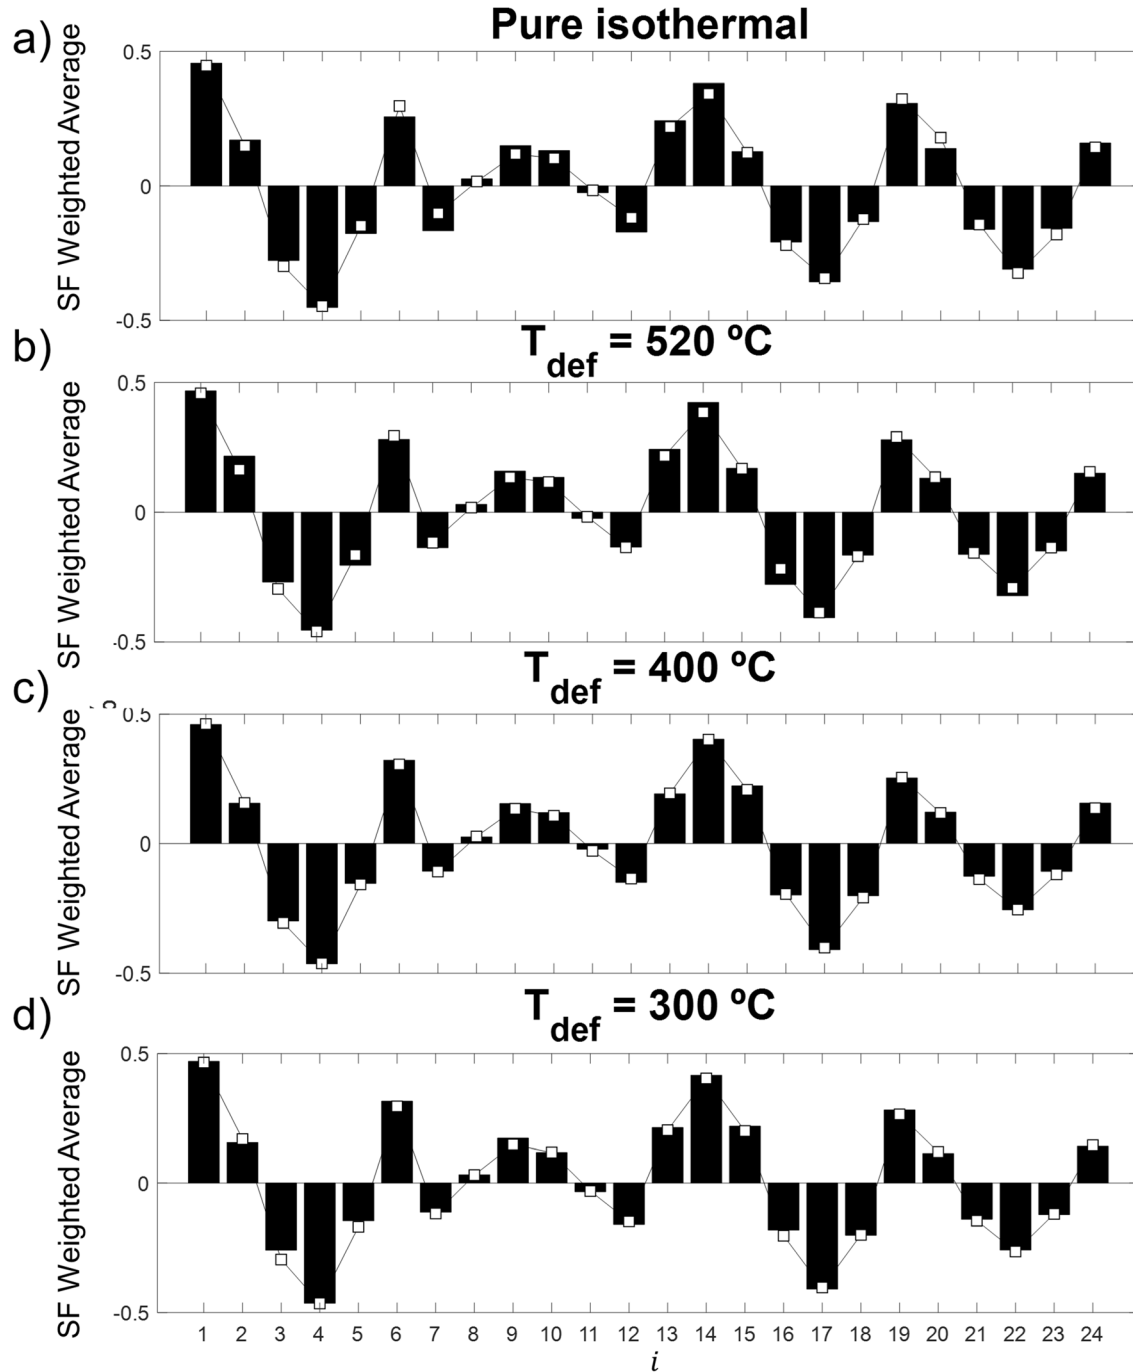 Pure isothermal
a)
SF Weighted Average
0.5
0
-0.5
T_def = 520 ºC
b)
SF Weighted Average
0.5
0
-0.5
T_def = 400 ºC
c)
SF Weighted Average
0.5
0
-0.5
T_def = 300 ºC
d)
SF Weighted Average
0.5
0
-0.5
1 2 3 4 5 6 7 8 9 10 11 12 13 14 15 16 17 18 19 20 21 22 23 24
i